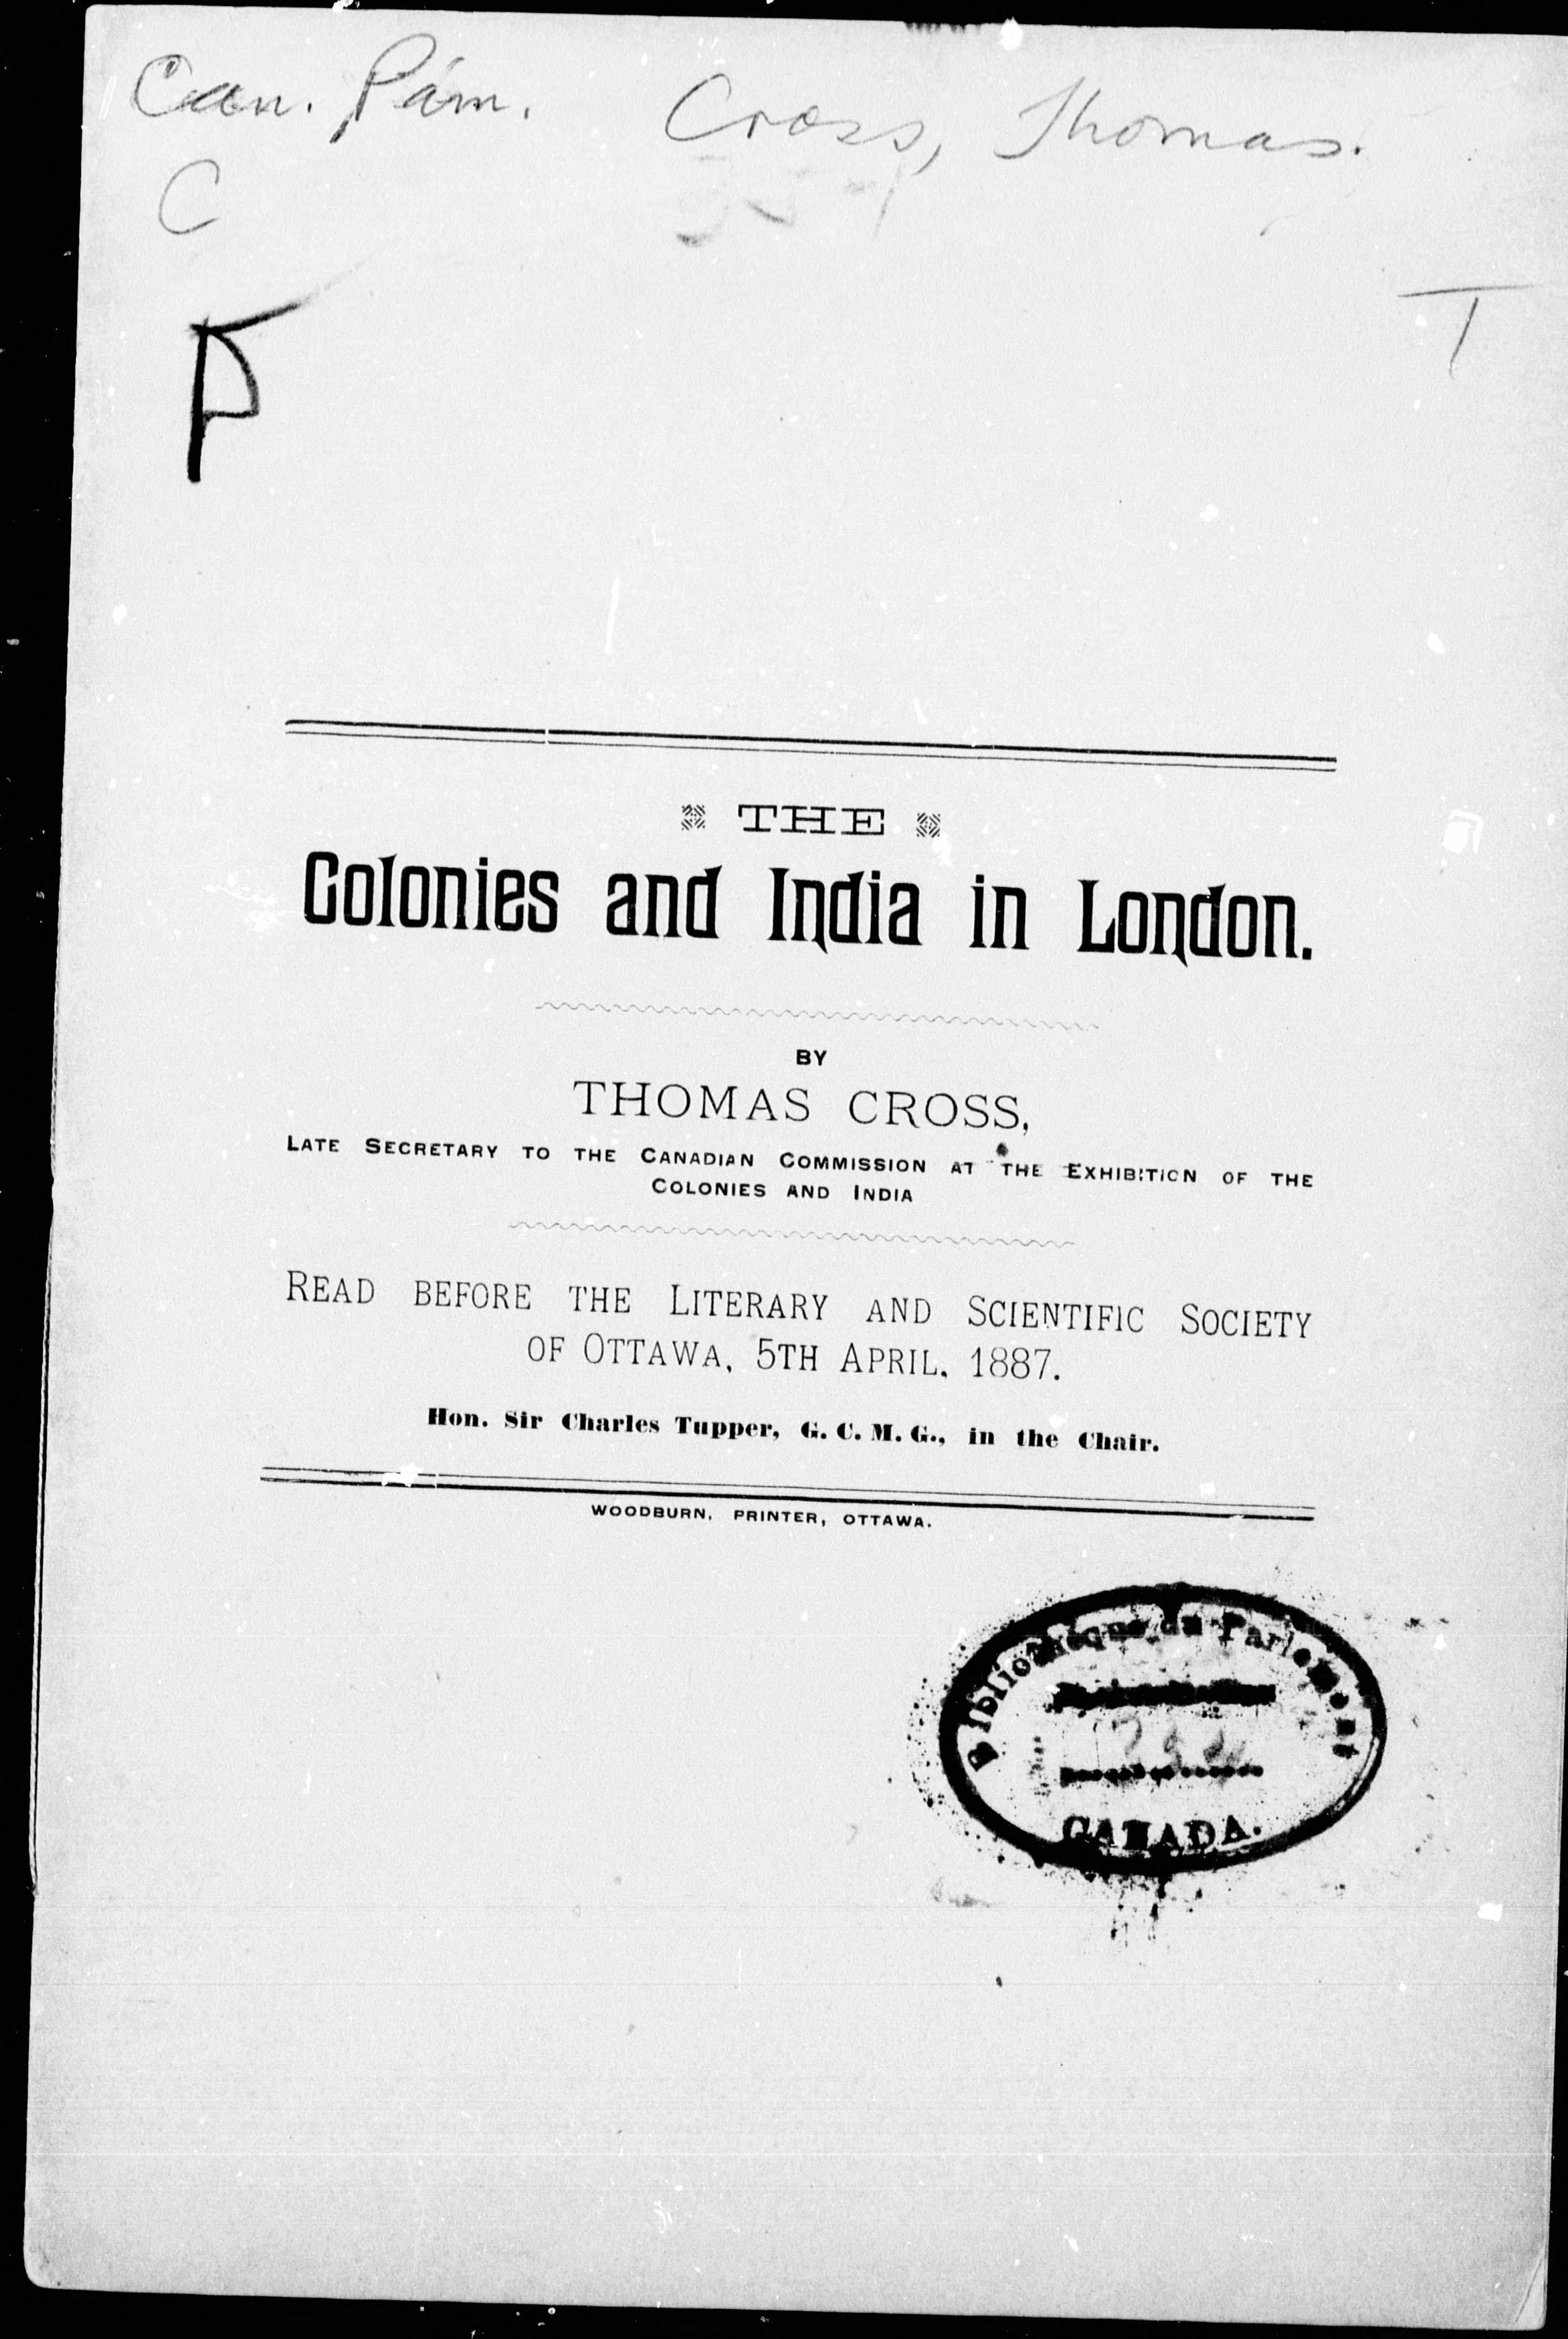 Can. Pam. Cross, Thomas.
C
T
P
THE
Colonies and India in London.
BY
THOMAS CROSS,
LATE SECRETARY TO THE CANADIAN COMMISSION AT THE EXHIBITION OF THE
COLONIES AND INDIA
READ BEFORE THE LITERARY AND SCIENTIFIC SOCIETY
OF OTTAWA, 5TH APRIL, 1887.
Hon. Sir Charles Tupper, G. C. M. G., in the Chair.
WOODBURN, PRINTER, OTTAWA.
Bibliothèque du Parlement
CANADA.